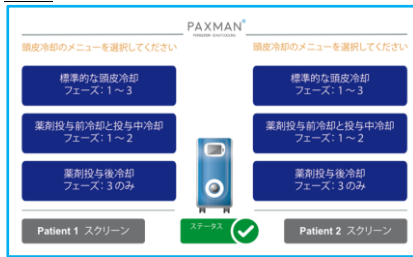 PAXMAN
頭皮冷却のメニューを選択してください
頭皮冷却のメニューを選択してください
標準的な頭皮冷却
フェーズ：1～3
標準的な頭皮冷却
フェーズ：1～3
薬剤投与前冷却と投与中冷却
フェーズ：1～2
薬剤投与前冷却と投与中冷却
フェーズ：1～2
薬剤投与後冷却
フェーズ：3のみ
薬剤投与後冷却
フェーズ：3のみ
Patient 1 スクリーン
ステータス
Patient 2 スクリーン